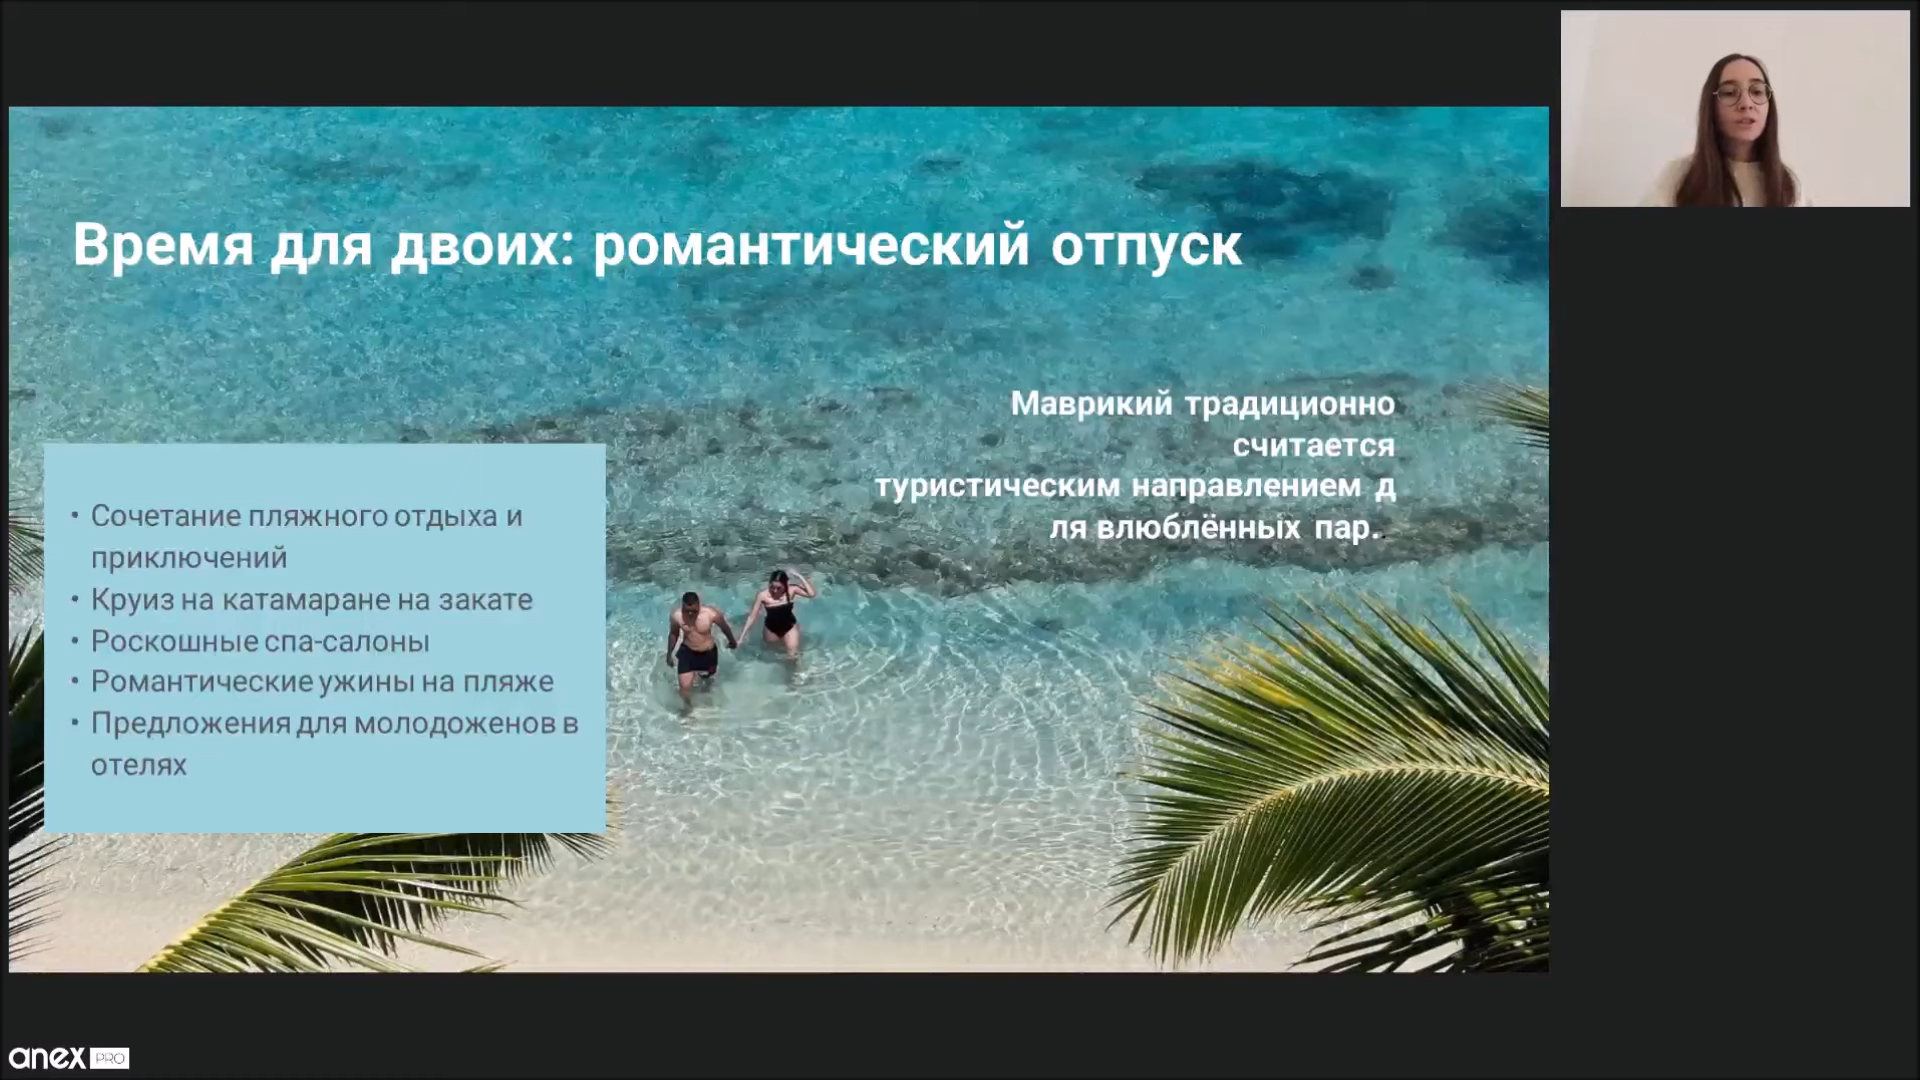 Время для двоих: романтический отпуск
Маврикий традиционно
считается
туристическим направлением д
ля влюблённых пар.
• Сочетание пляжного отдыха и
приключений
• Круиз на катамаране на закате
• Роскошные спа-салоны
• Романтические ужины на пляже
• Предложения для молодоженов в
отелях
anex PRO